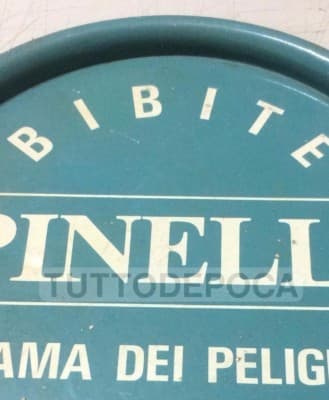 BIBITE
PINELL
TUTTODEPOCA
AMA DEI PELIG